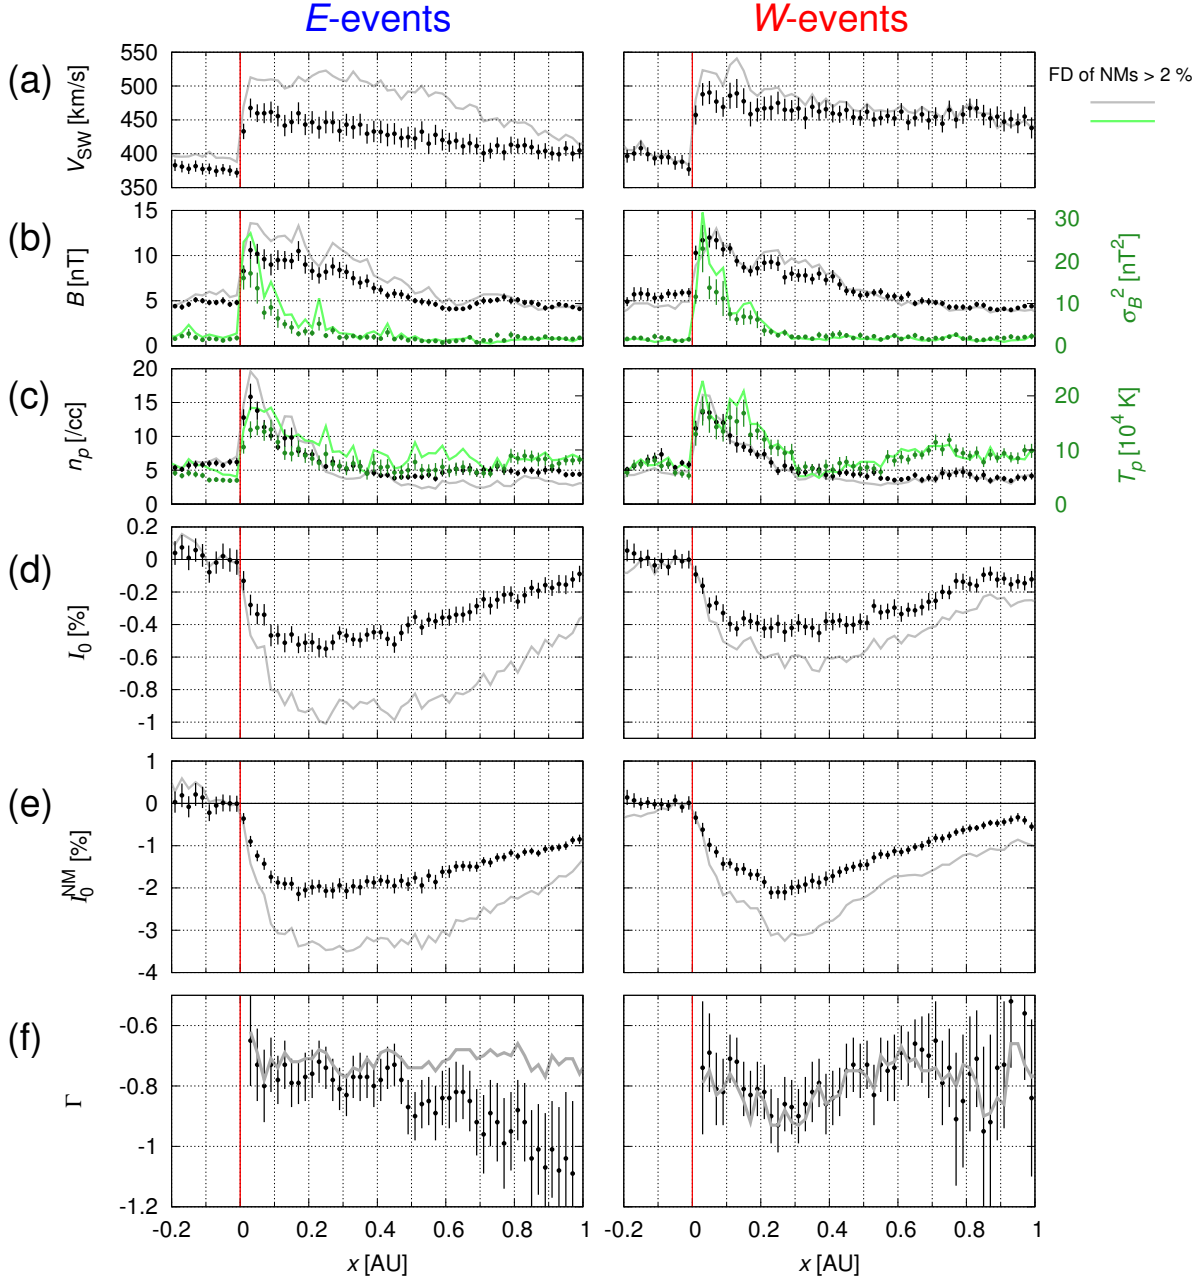 E-events W-events
FD of NMs > 2 %
(a)
V_SW [km/s]
550
500
450
400
350
(b)
B [nT]
15
10
5
0
30
20
10
0
σ_B^2 [nT^2]
(c)
n_p [/cc]
20
15
10
5
0
20
10
0
T_p [10^4 K]
(d)
I_0 [%]
0.2
0
-0.2
-0.4
-0.6
-0.8
-1
(e)
I_0^NM [%]
1
0
-1
-2
-3
-4
(f)
Γ
-0.6
-0.8
-1
-1.2
-0.2 0 0.2 0.4 0.6 0.8 1 -0.2 0 0.2 0.4 0.6 0.8 1
x [AU] x [AU]